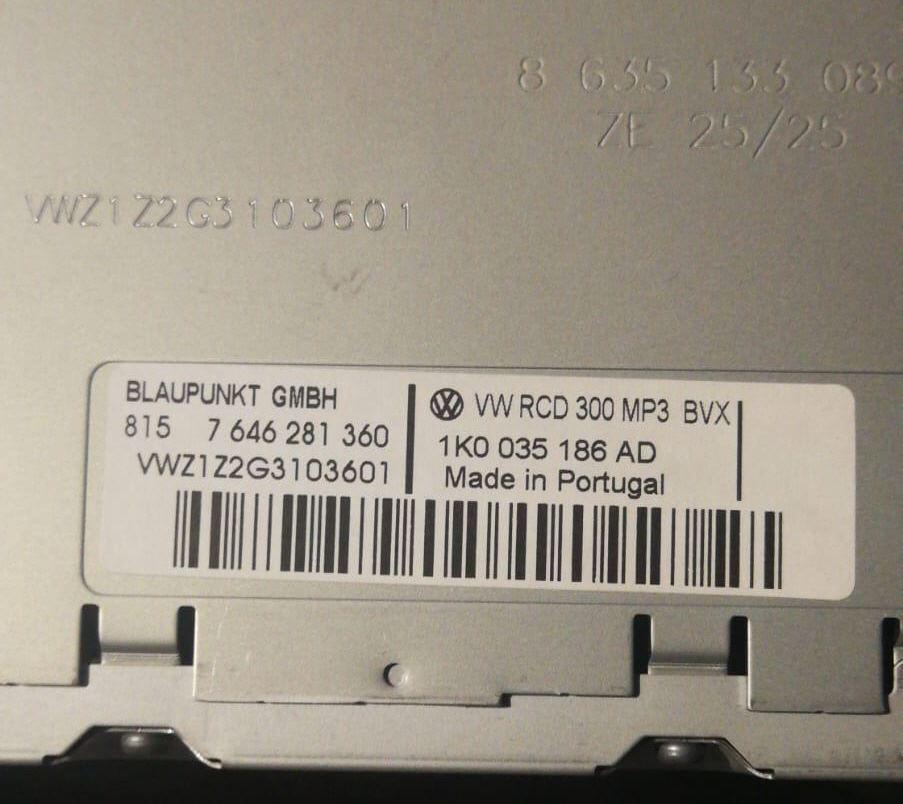 8 635 133 089
7E 25/25
VWZ1Z2G3103601
BLAUPUNKT GMBH
815 7 646 281 360
VWZ1Z2G3103601
VW RCD 300 MP3 BVX
1K0 035 186 AD
Made in Portugal